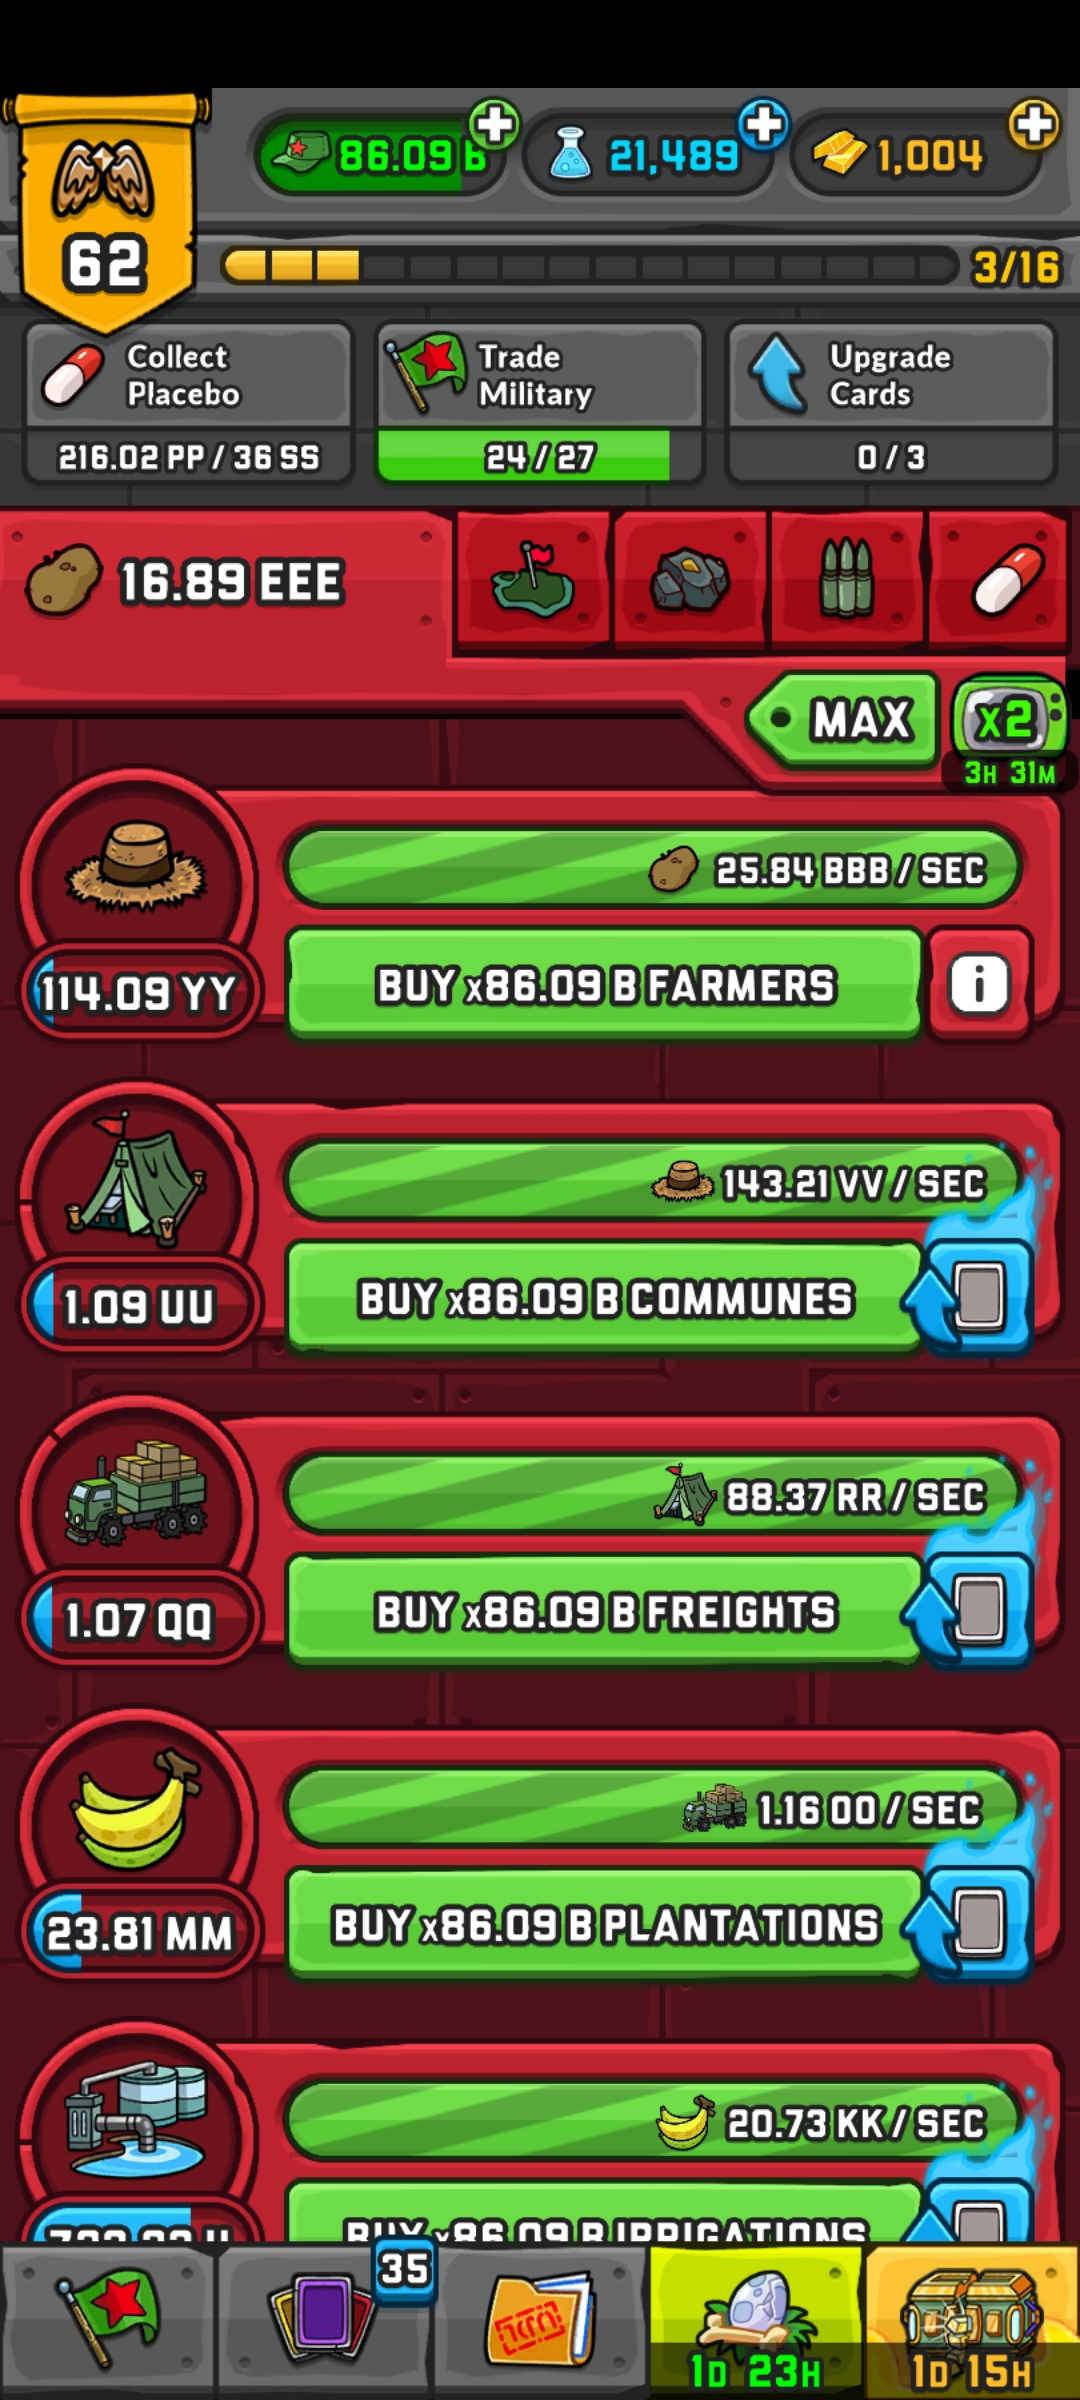 86.09 B
21,489
1,004
62
3/16
Collect
Placebo
216.02 PP / 36 SS
Trade
Military
24 / 27
Upgrade
Cards
0 / 3
16.89 EEE
MAX
x2
3H 31M
25.84 BBB / SEC
114.09 YY
BUY x86.09 B FARMERS
i
143.21 VV / SEC
1.09 UU
BUY x86.09 B COMMUNES
88.37 RR / SEC
1.07 QQ
BUY x86.09 B FREIGHTS
1.16 OO / SEC
23.81 MM
BUY x86.09 B PLANTATIONS
20.73 KK / SEC
BUY x86.09 B IRRIGATIONS
35
1D 23H
1D 15H